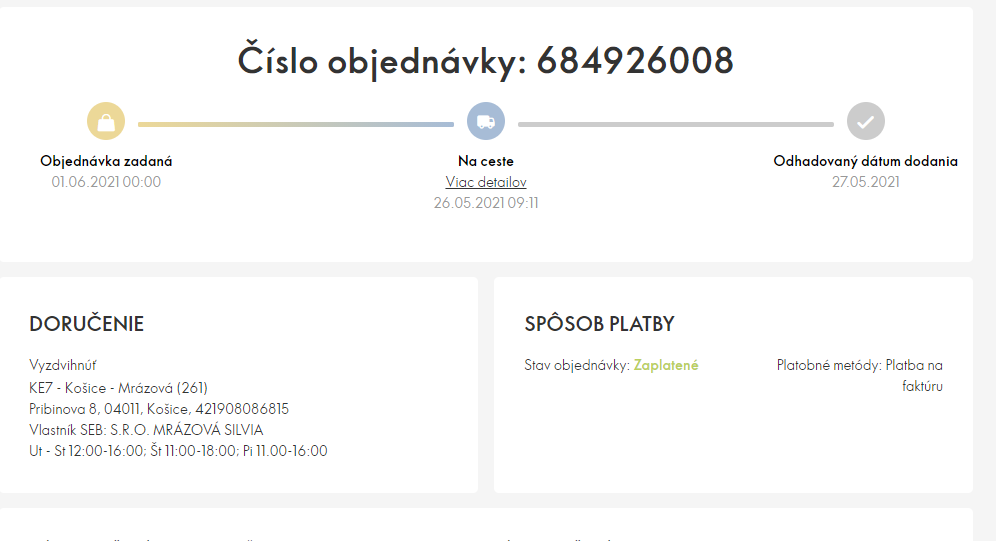 Číslo objednávky: 684926008
Objednávka zadaná
01.06.2021 00:00
Na ceste
Viac detailov
26.05.2021 09:11
Odhadovaný dátum dodania
27.05.2021
DORUČENIE
Vyzdvihnúť
KE7 - Košice - Mrázová (261)
Pribinova 8, 04011, Košice, 421908086815
Vlastník SEB: S.R.O. MRÁZOVÁ SILVIA
Ut - St 12:00-16:00; Št 11:00-18:00; Pi 11.00-16:00
SPÔSOB PLATBY
Stav objednávky: Zaplatené
Platobné metódy: Platba na
faktúru